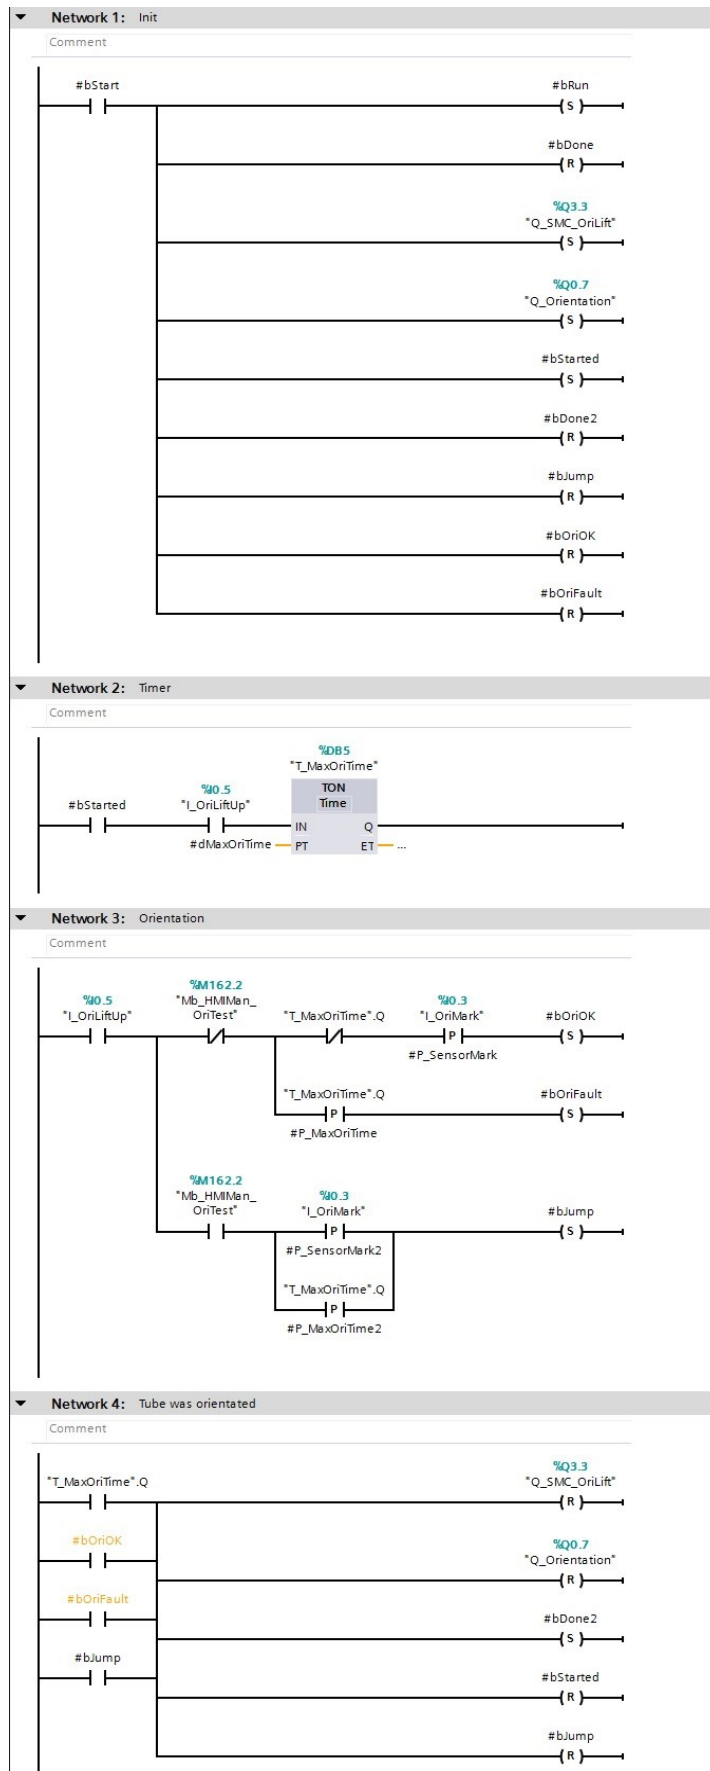 Network 1: Init
Comment
#bStart
#bRun
S
#bDone
R
%Q3.3
"Q_SMC_OriLift"
S
%Q0.7
"Q_Orientation"
S
#bStarted
S
#bDone2
R
#bJump
R
#bOriOK
R
#bOriFault
R
Network 2: Timer
Comment
%DB5
"T_MaxOriTime"
%I0.5
TON
#bStarted
"I_OriLiftUp"
Time
IN Q
#dMaxOriTime PT ET ...
Network 3: Orientation
Comment
%M162.2
%I0.5
"Mb_HMIMan_
%I0.3
"I_OriLiftUp"
OriTest"
"T_MaxOriTime".Q
"I_OriMark"
#bOriOK
P
S
#P_SensorMark
"T_MaxOriTime".Q
#bOriFault
P
S
#P_MaxOriTime
%M162.2
"Mb_HMIMan_
%I0.3
OriTest"
"I_OriMark"
#bJump
P
S
#P_SensorMark2
"T_MaxOriTime".Q
P
#P_MaxOriTime2
Network 4: Tube was orientated
Comment
%Q3.3
"T_MaxOriTime".Q
"Q_SMC_OriLift"
R
#bOriOK
%Q0.7
"Q_Orientation"
R
#bOriFault
#bDone2
S
#bJump
#bStarted
R
#bJump
R